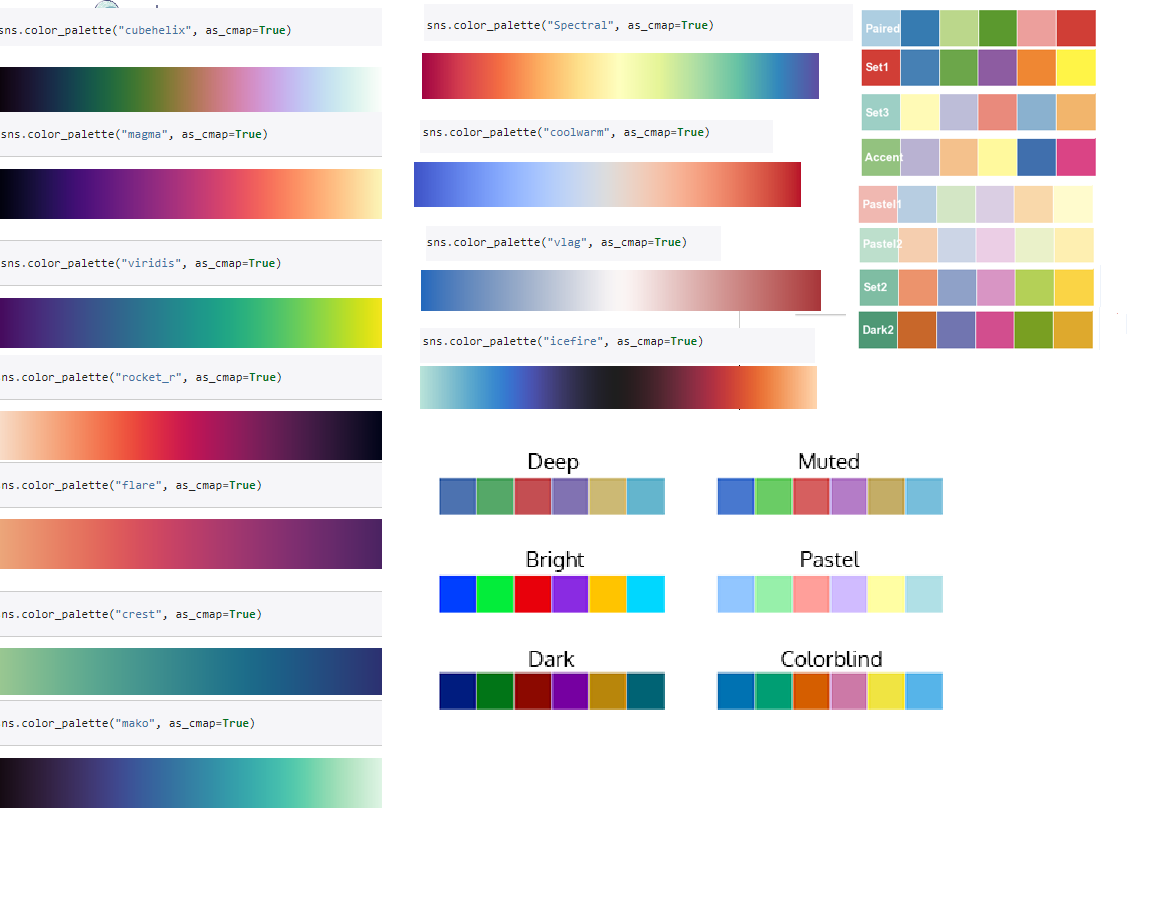 sns.color_palette("cubehelix", as_cmap=True)
sns.color_palette("magma", as_cmap=True)
sns.color_palette("viridis", as_cmap=True)
sns.color_palette("rocket_r", as_cmap=True)
ns.color_palette("flare", as_cmap=True)
ns.color_palette("crest", as_cmap=True)
ns.color_palette("mako", as_cmap=True)
sns.color_palette("Spectral", as_cmap=True)
sns.color_palette("coolwarm", as_cmap=True)
sns.color_palette("vlag", as_cmap=True)
sns.color_palette("icefire", as_cmap=True)
Paired
Set1
Set3
Accent
Pastel1
Pastel2
Set2
Dark2
Deep
Muted
Bright
Pastel
Dark
Colorblind